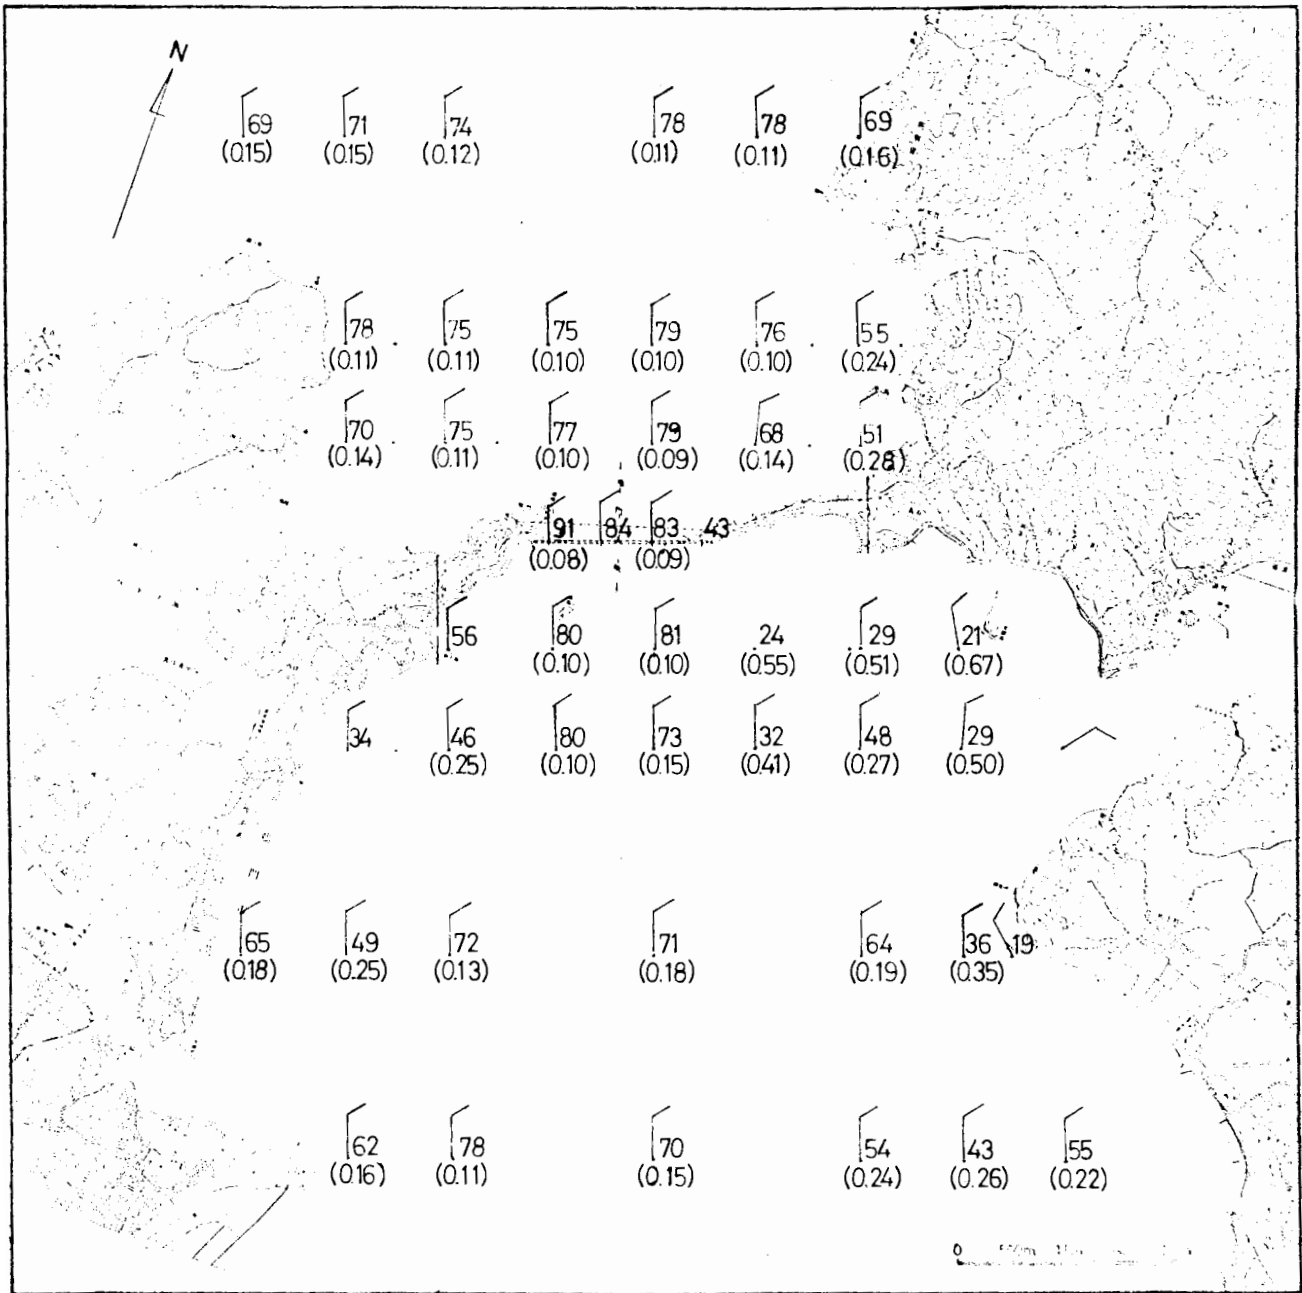 N
69 71 74 78 78 69
(0.15) (0.15) (0.12) (0.11) (0.11) (0.16)
78 75 75 79 76 55
(0.11) (0.11) (0.10) (0.10) (0.10) (0.24)
70 75 77 79 68 51
(0.14) (0.11) (0.10) (0.09) (0.14) (0.28)
91 84 83 43
(0.08) (0.09)
56 80 81 24 29 21
(0.10) (0.10) (0.55) (0.51) (0.67)
34 46 80 73 32 48 29
(0.25) (0.10) (0.15) (0.41) (0.27) (0.50)
65 49 72 71 64 36 19
(0.18) (0.25) (0.13) (0.18) (0.19) (0.35)
62 78 70 54 43 55
(0.16) (0.11) (0.15) (0.24) (0.26) (0.22)
0